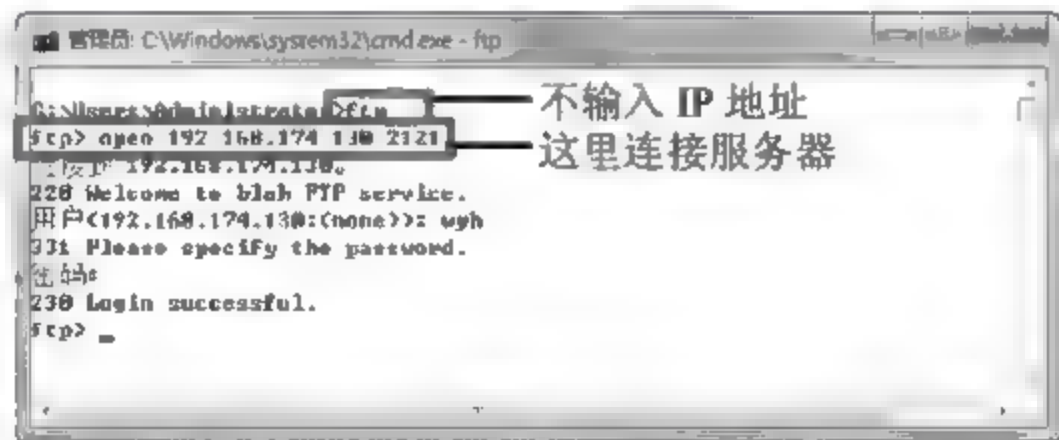 管理员: C:\Windows\system32\cmd.exe - ftp
C:\Users\Administrator>ftp
不输入 IP 地址
ftp> open 192.168.174.130 2121
这里连接服务器
192.168.174.130。
220 Welcome to blah FTP service.
用户(192.168.174.130:(none)): wgh
331 Please specify the password.
密码:
230 Login successful.
ftp>